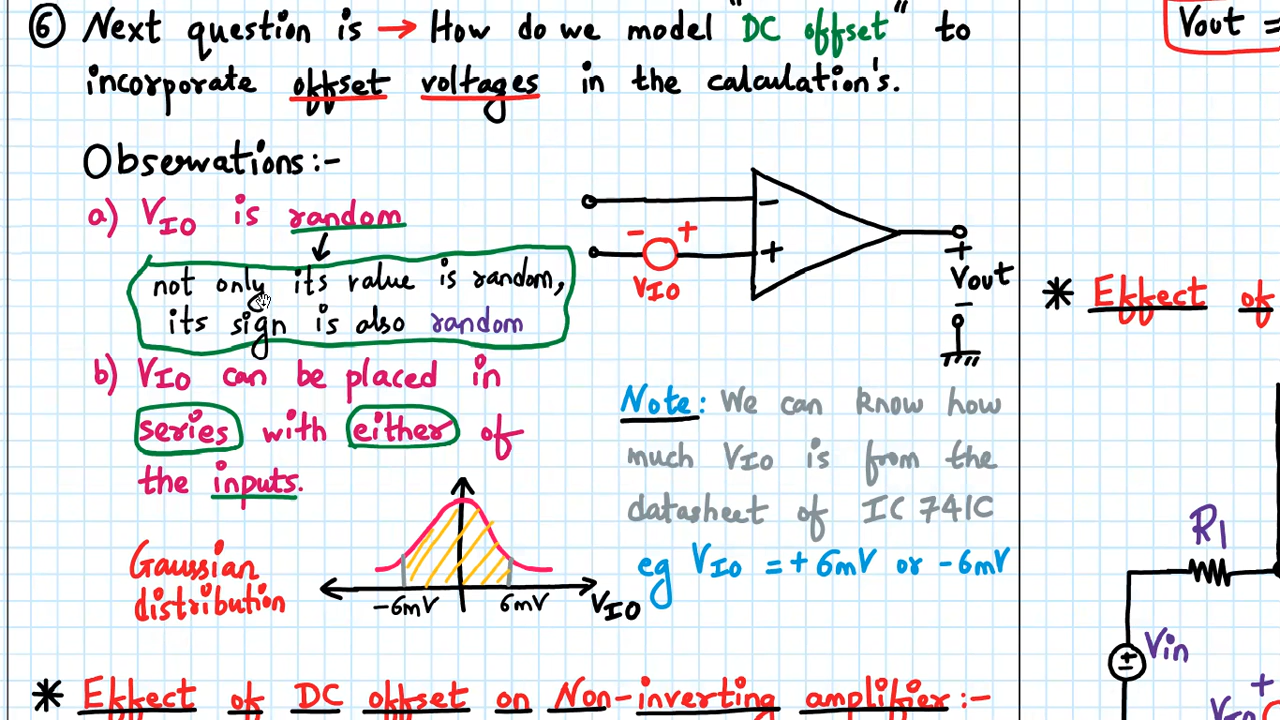 ⑥ Next question is → How do we model "DC offset" to
incorporate offset voltages in the calculation's.
Observations:-
a) VIO is random
not only its value is random,
its sign is also random
b) VIO can be placed in
series with either of
the inputs.
Gaussian
distribution
-6mV 6mV VIO
-
- +
+
VIO
+
Vout
-
Note: We can know how
much VIO is from the
datasheet of IC 741C
eg VIO = +6mV or -6mV
* Effect of DC offset on Non-inverting amplifier:-
Vout =
* Effect of
R1
Vin
+